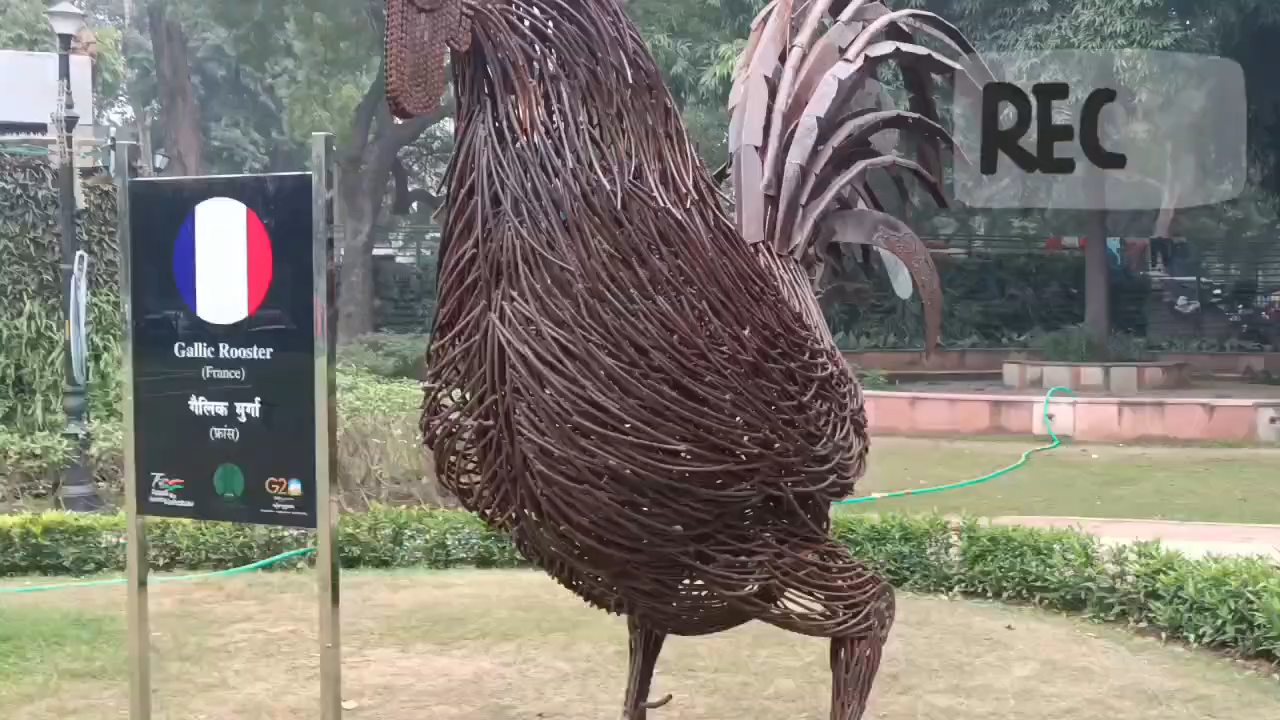 Gallic Rooster
(France)
गैलिक मुर्गा
(फ्रांस)
G20
REC